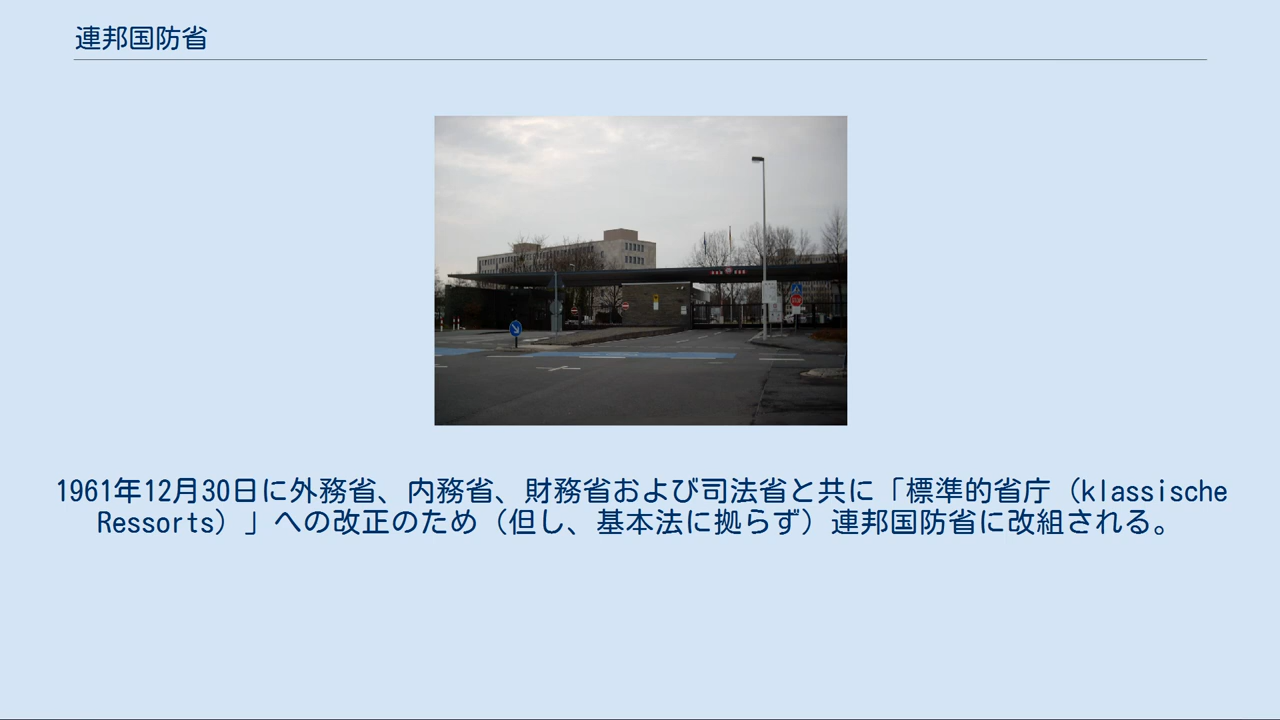 連邦国防省
1961年12月30日に外務省、内務省、財務省および司法省と共に「標準的省庁（klassische
Ressorts）」への改正のため（但し、基本法に拠らず）連邦国防省に改組される。